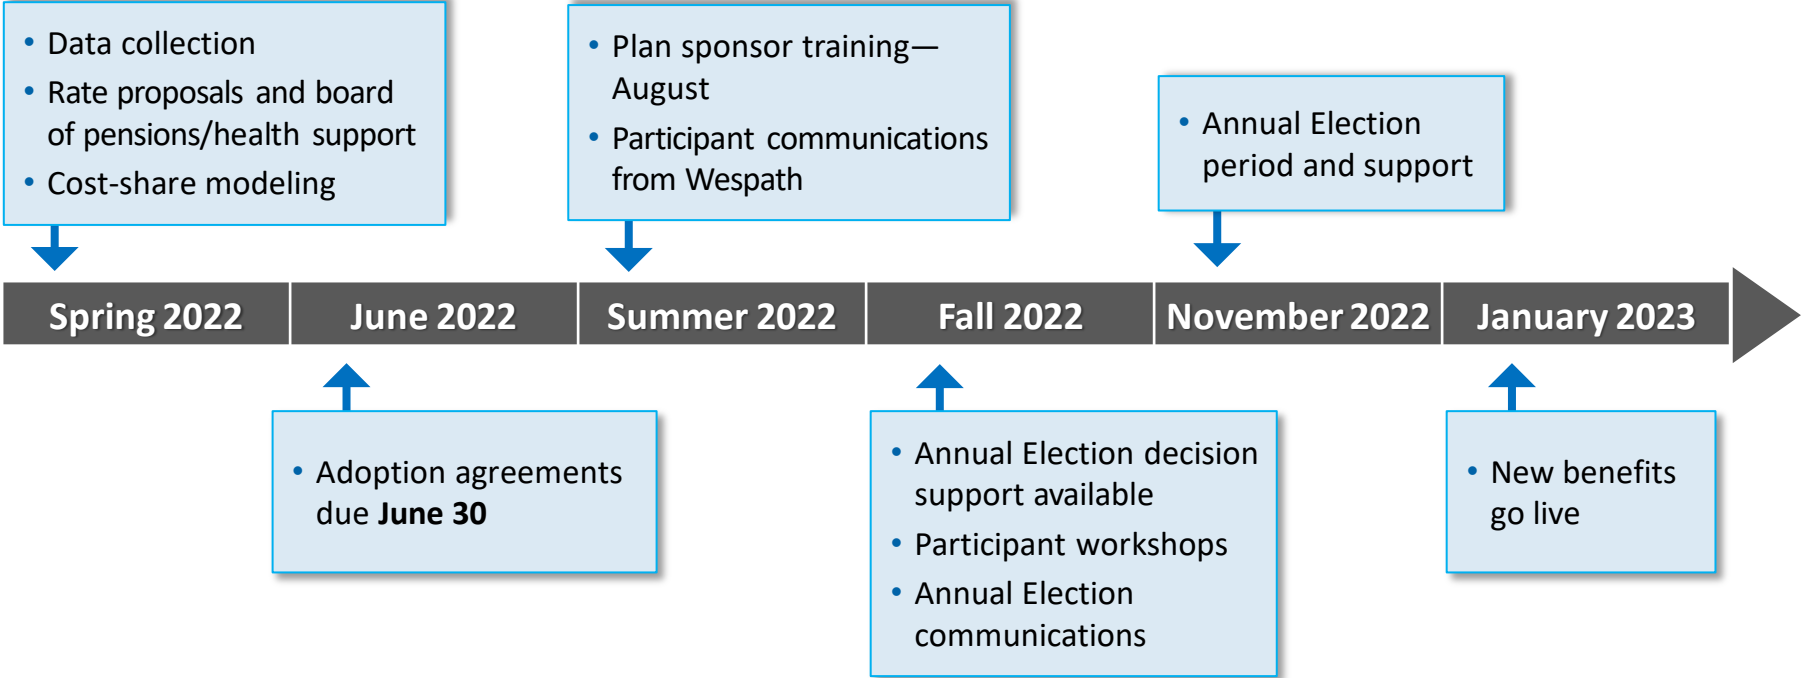 • Data collection
• Rate proposals and board
of pensions/health support
• Cost-share modeling
• Plan sponsor training—
August
• Participant communications
from Wespath
• Annual Election
period and support
Spring 2022
June 2022
Summer 2022
Fall 2022
November 2022
January 2023
• Adoption agreements
due June 30
• Annual Election decision
support available
• Participant workshops
• Annual Election
communications
• New benefits
go live